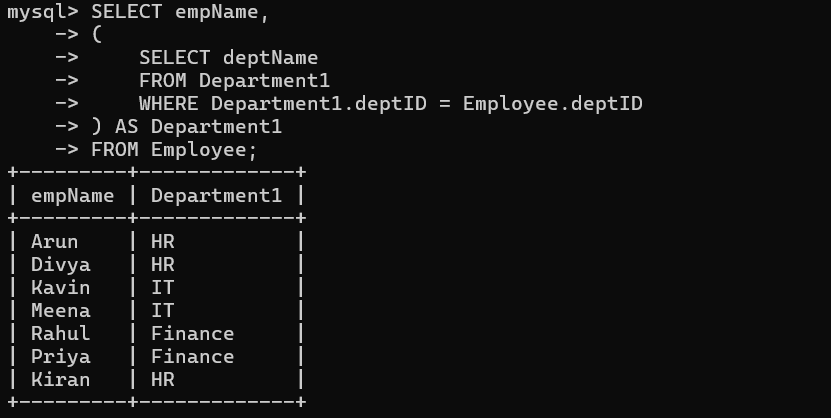 mysql> SELECT empName,
    -> (
    ->     SELECT deptName
    ->     FROM Department1
    ->     WHERE Department1.deptID = Employee.deptID
    -> ) AS Department1
    -> FROM Employee;
+---------+-------------+
| empName | Department1 |
+---------+-------------+
| Arun    | HR          |
| Divya   | HR          |
| Kavin   | IT          |
| Meena   | IT          |
| Rahul   | Finance     |
| Priya   | Finance     |
| Kiran   | HR          |
+---------+-------------+